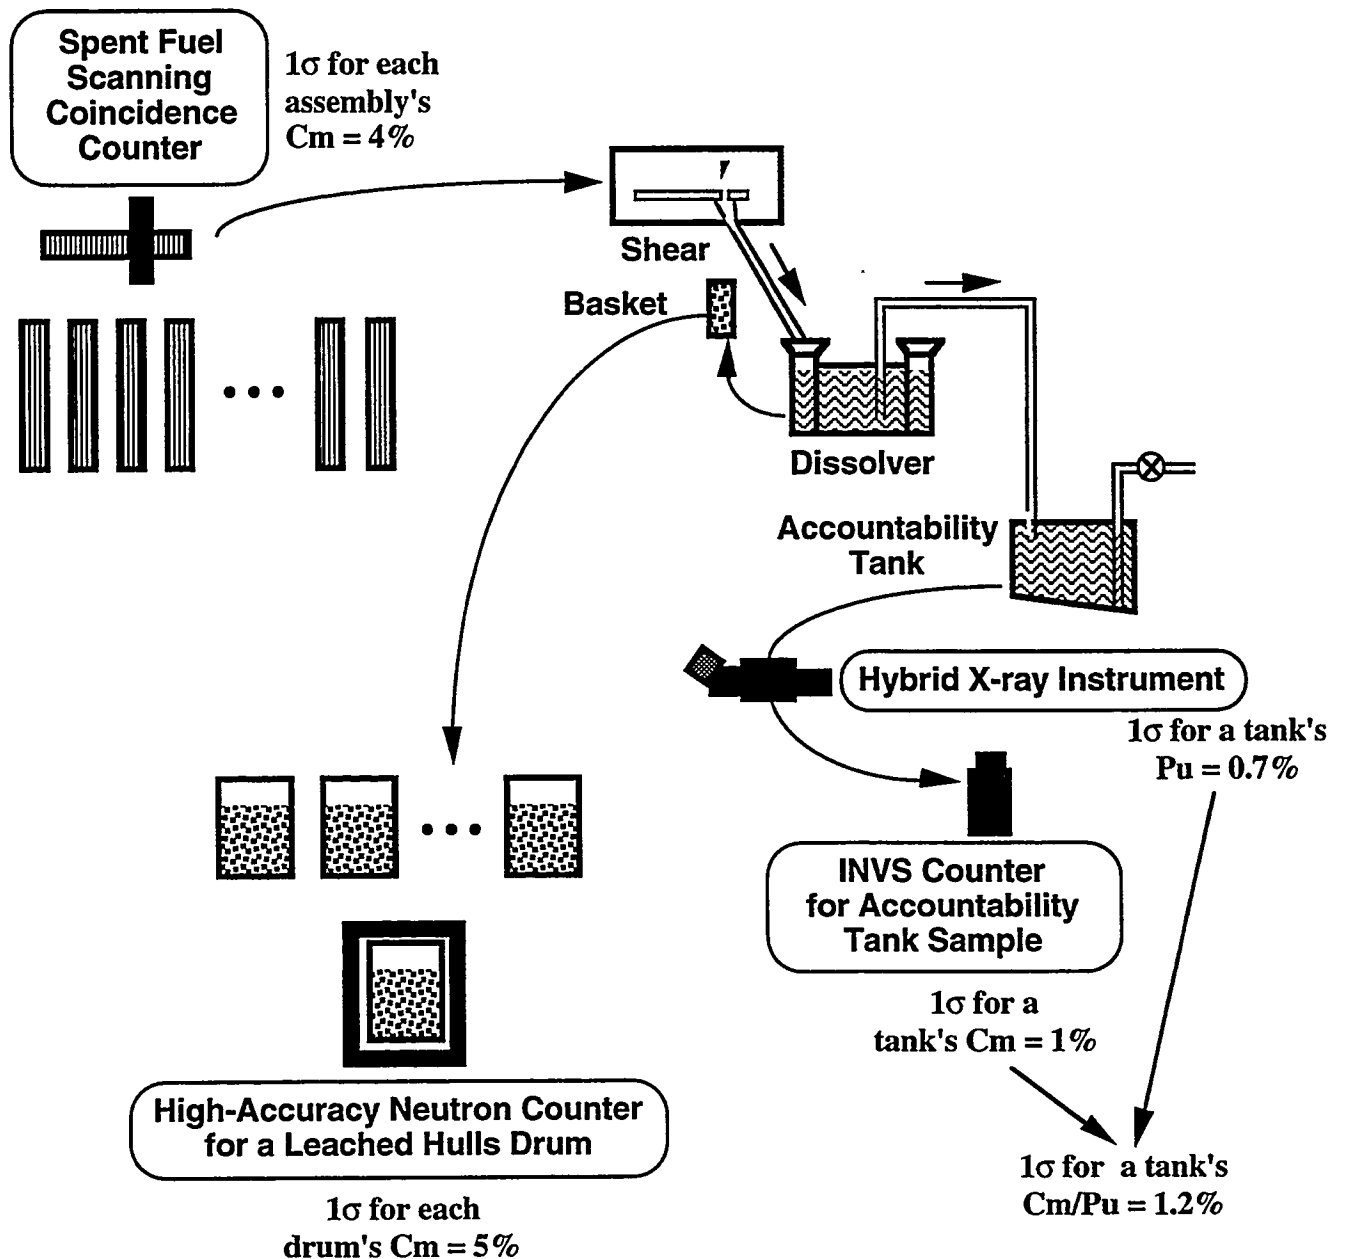 Spent Fuel
Scanning
Coincidence
Counter
1σ for each
assembly's
Cm = 4%
Shear
Basket
Dissolver
Accountability
Tank
Hybrid X-ray Instrument
1σ for a tank's
Pu = 0.7%
INVS Counter
for Accountability
Tank Sample
1σ for a
tank's Cm = 1%
High-Accuracy Neutron Counter
for a Leached Hulls Drum
1σ for each
drum's Cm = 5%
1σ for a tank's
Cm/Pu = 1.2%